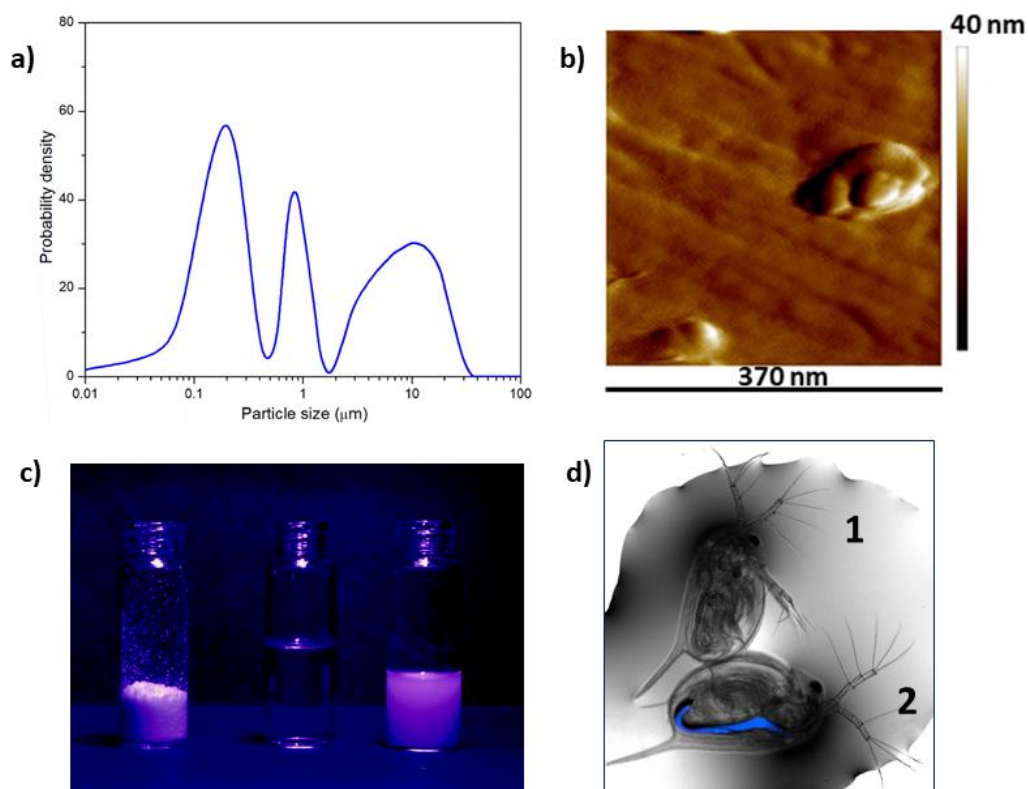 a)
80
60
40
20
0
Probability density
0.01 0.1 1 10 100
Particle size (μm)
b)
40 nm
370 nm
c)
d)
1
2